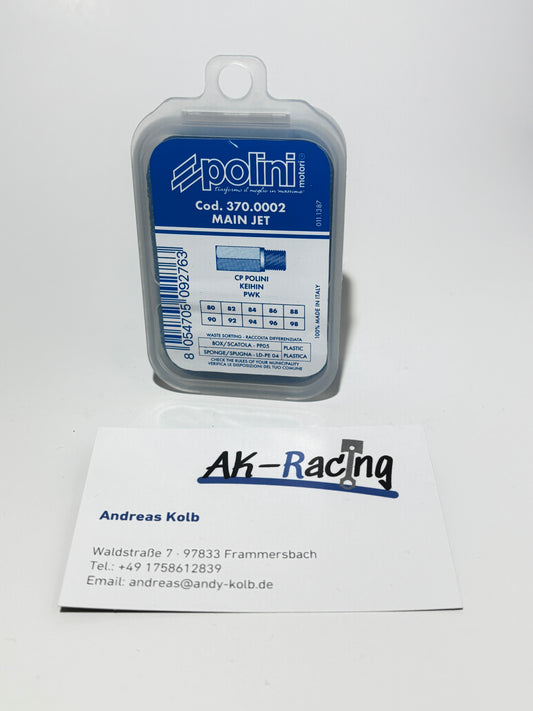 polini
motori
Trasformo il meglio in "massimo"
Cod. 370.0002
MAIN JET
011.1387
CP POLINI
KEIHIN
PWK
80 82 84 86 88
90 92 94 96 98
100% MADE IN ITALY
8 054705 092763
WASTE SORTING - RACCOLTA DIFFERENZIATA
BOX/SCATOLA - PP05 PLASTIC
SPONGE/SPUGNA - LD-PE 04 PLASTICA
CHECK THE RULES OF YOUR MUNICIPALITY
VERIFICA LE DISPOSIZIONI DEL TUO COMUNE
AK-Racing
Andreas Kolb
Waldstraße 7 · 97833 Frammersbach
Tel.: +49 1758612839
Email: andreas@andy-kolb.de